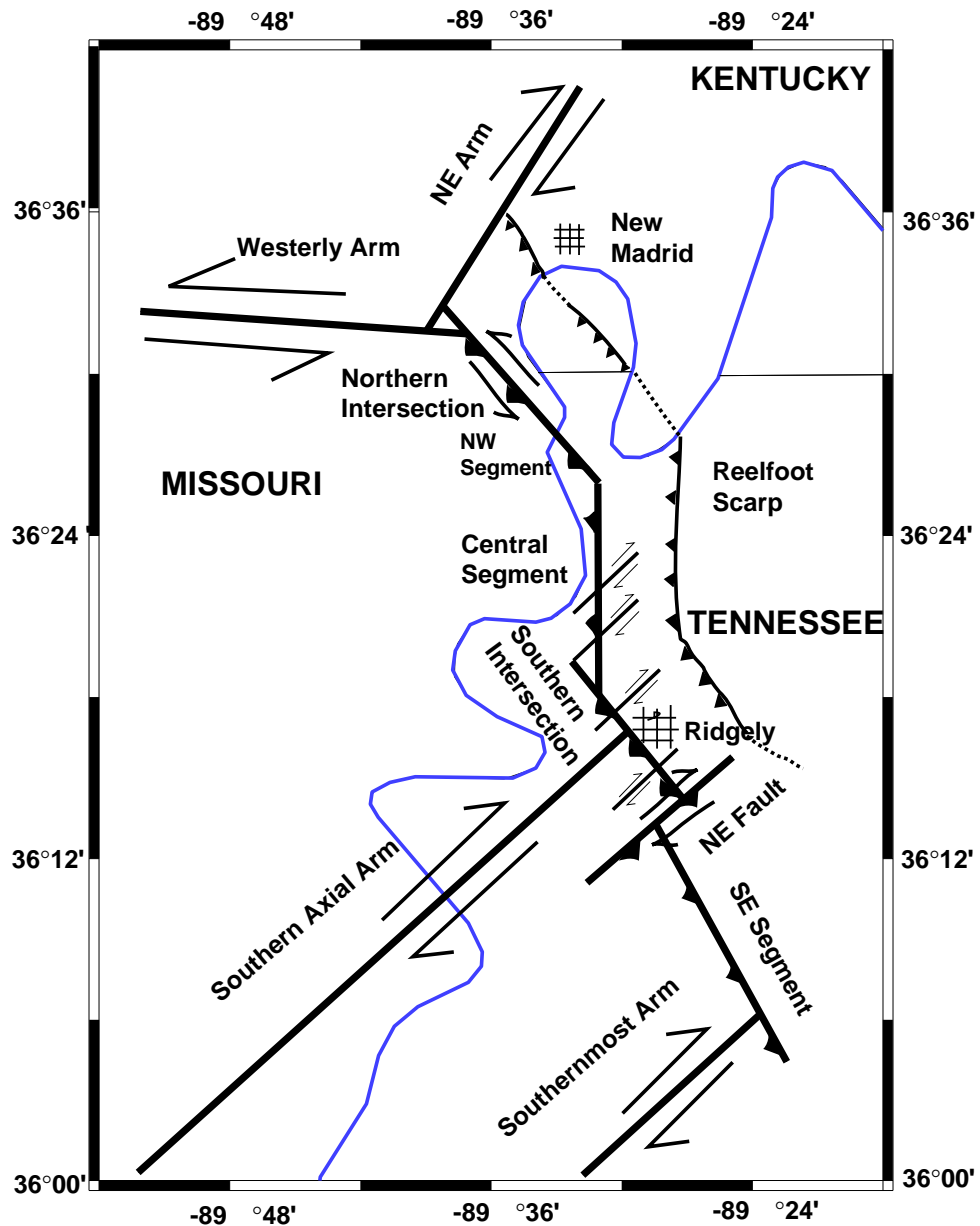 -89 °48'
-89 °36'
-89 °24'
KENTUCKY
NE Arm
36°36'
36°36'
New
Madrid
Westerly Arm
Northern
Intersection
NW
Segment
MISSOURI
Reelfoot
Scarp
36°24'
36°24'
Central
Segment
TENNESSEE
Southern
Intersection
Ridgely
NE Fault
36°12'
36°12'
Southern Axial Arm
SE Segment
Southernmost Arm
36°00'
36°00'
-89 °48'
-89 °36'
-89 °24'